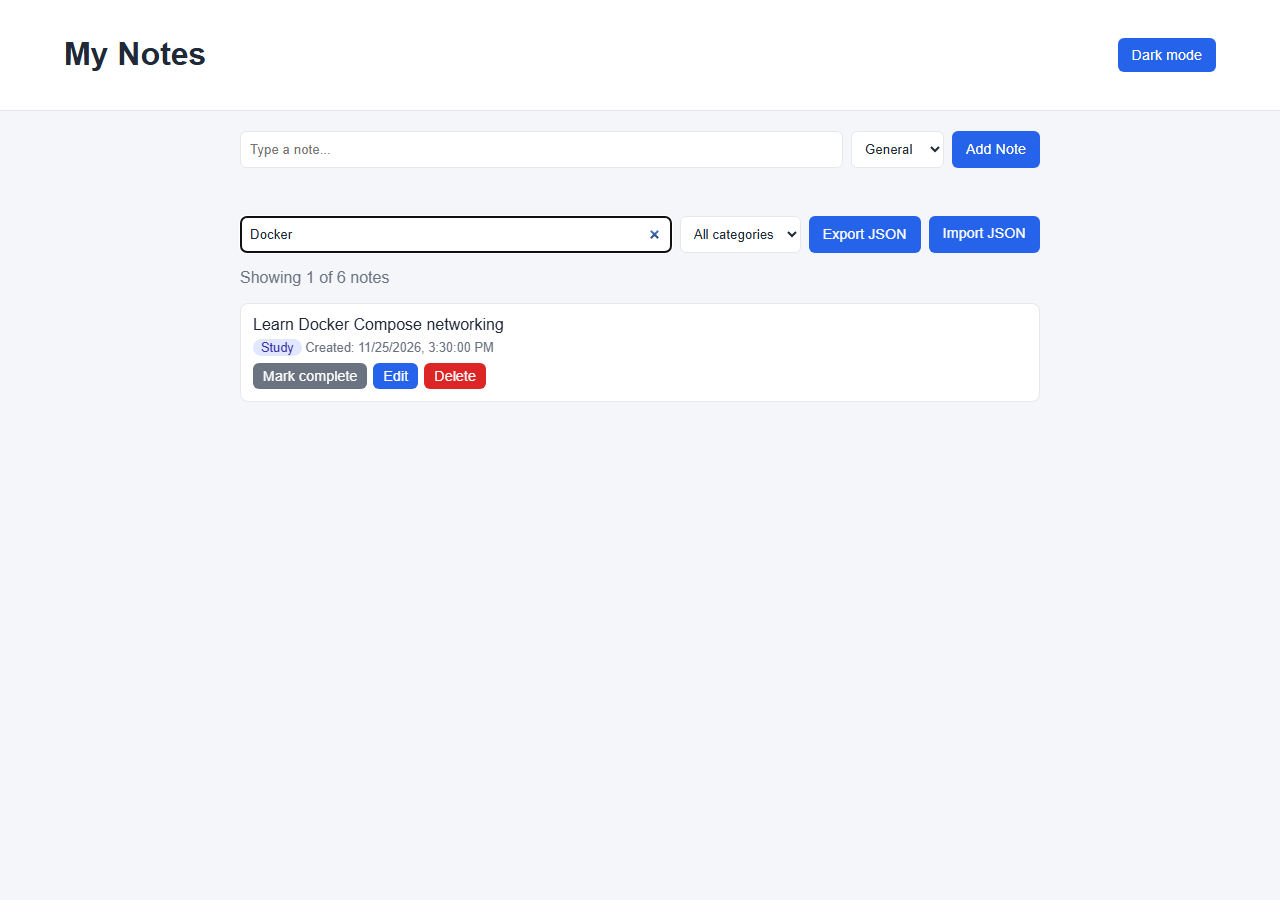 My Notes
Dark mode
Type a note...
General
Add Note
Docker
All categories
Export JSON
Import JSON
Showing 1 of 6 notes
Learn Docker Compose networking
Study Created: 11/25/2026, 3:30:00 PM
Mark complete Edit Delete